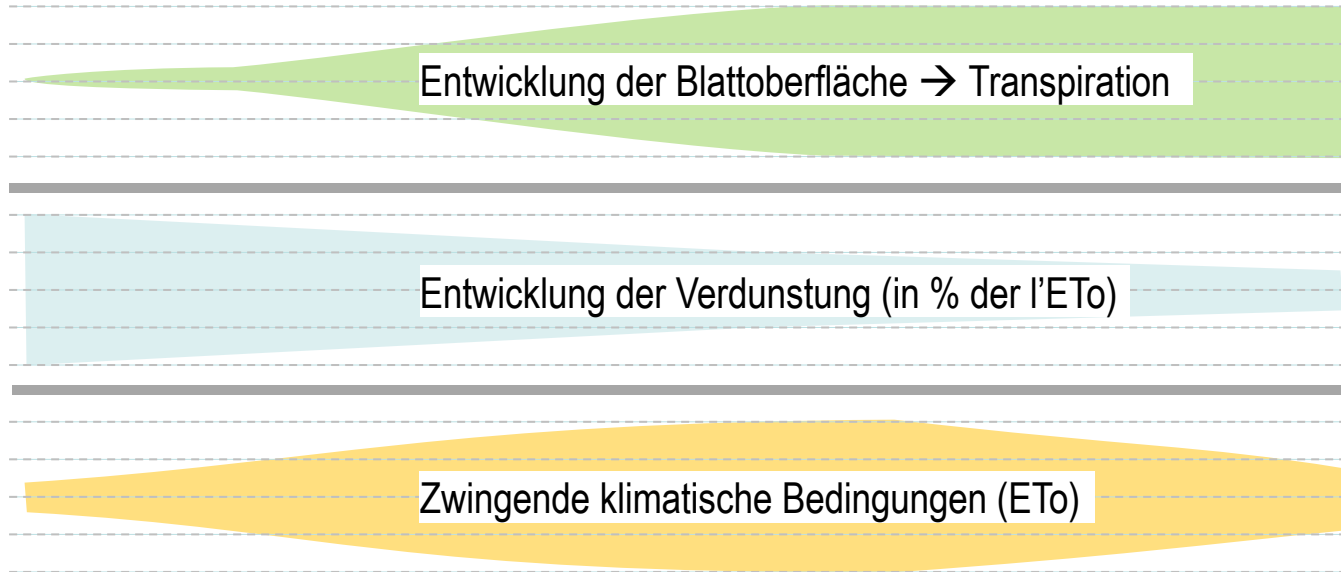 Entwicklung der Blattoberfläche → Transpiration
Entwicklung der Verdunstung (in % der l’ETo)
Zwingende klimatische Bedingungen (ETo)